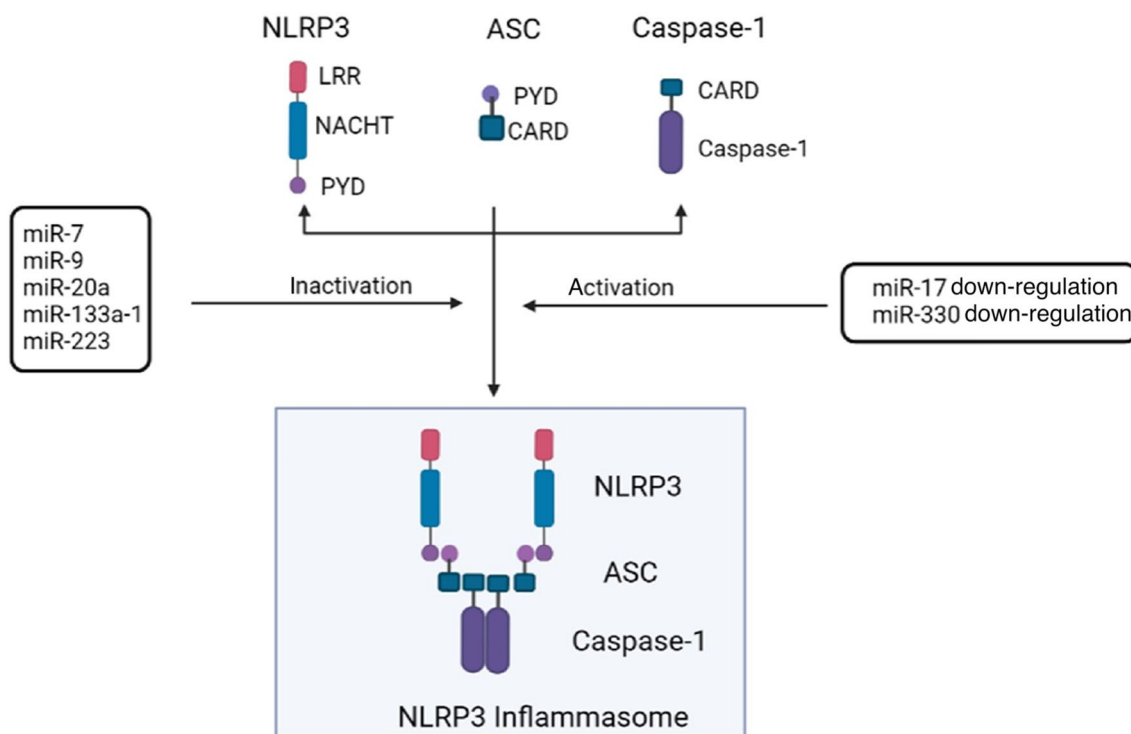 NLRP3
ASC
Caspase-1
LRR
NACHT
PYD
PYD
CARD
CARD
Caspase-1
miR-7
miR-9
miR-20a
miR-133a-1
miR-223
Inactivation
Activation
miR-17 down-regulation
miR-330 down-regulation
NLRP3
ASC
Caspase-1
NLRP3 Inflammasome